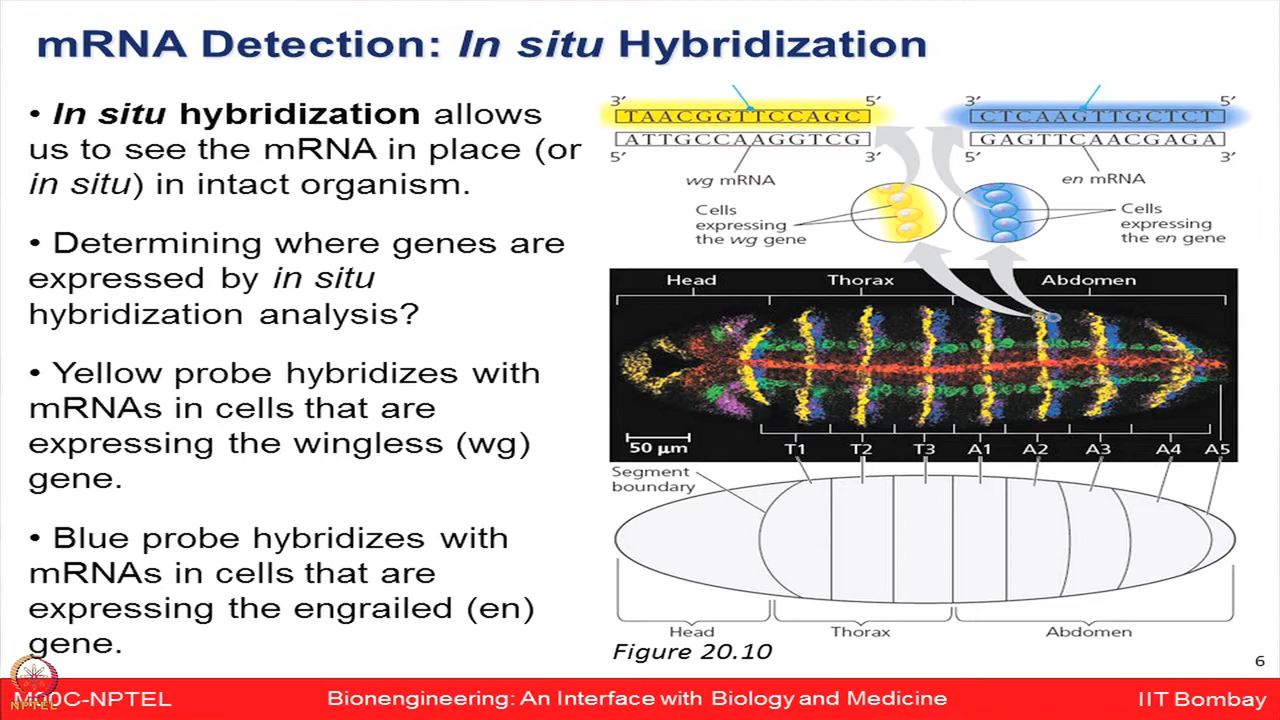 mRNA Detection: In situ Hybridization
• In situ hybridization allows
us to see the mRNA in place (or
in situ) in intact organism.
• Determining where genes are
expressed by in situ
hybridization analysis?
• Yellow probe hybridizes with
mRNAs in cells that are
expressing the wingless (wg)
gene.
• Blue probe hybridizes with
mRNAs in cells that are
expressing the engrailed (en)
gene.
3′ 5′
TAACGGTTCCAGC
ATTGCCAAGGTCG
5′ 3′
wg mRNA
3′ 5′
CTCAAGTTGCTCT
GAGTTCAACGAGA
5′ 3′
en mRNA
Cells
expressing
the wg gene
Cells
expressing
the en gene
Head Thorax Abdomen
50 µm
T1 T2 T3 A1 A2 A3 A4 A5
Segment
boundary
Head Thorax Abdomen
Figure 20.10
6
NPTEL
MOOC-NPTEL Bionengineering: An Interface with Biology and Medicine IIT Bombay